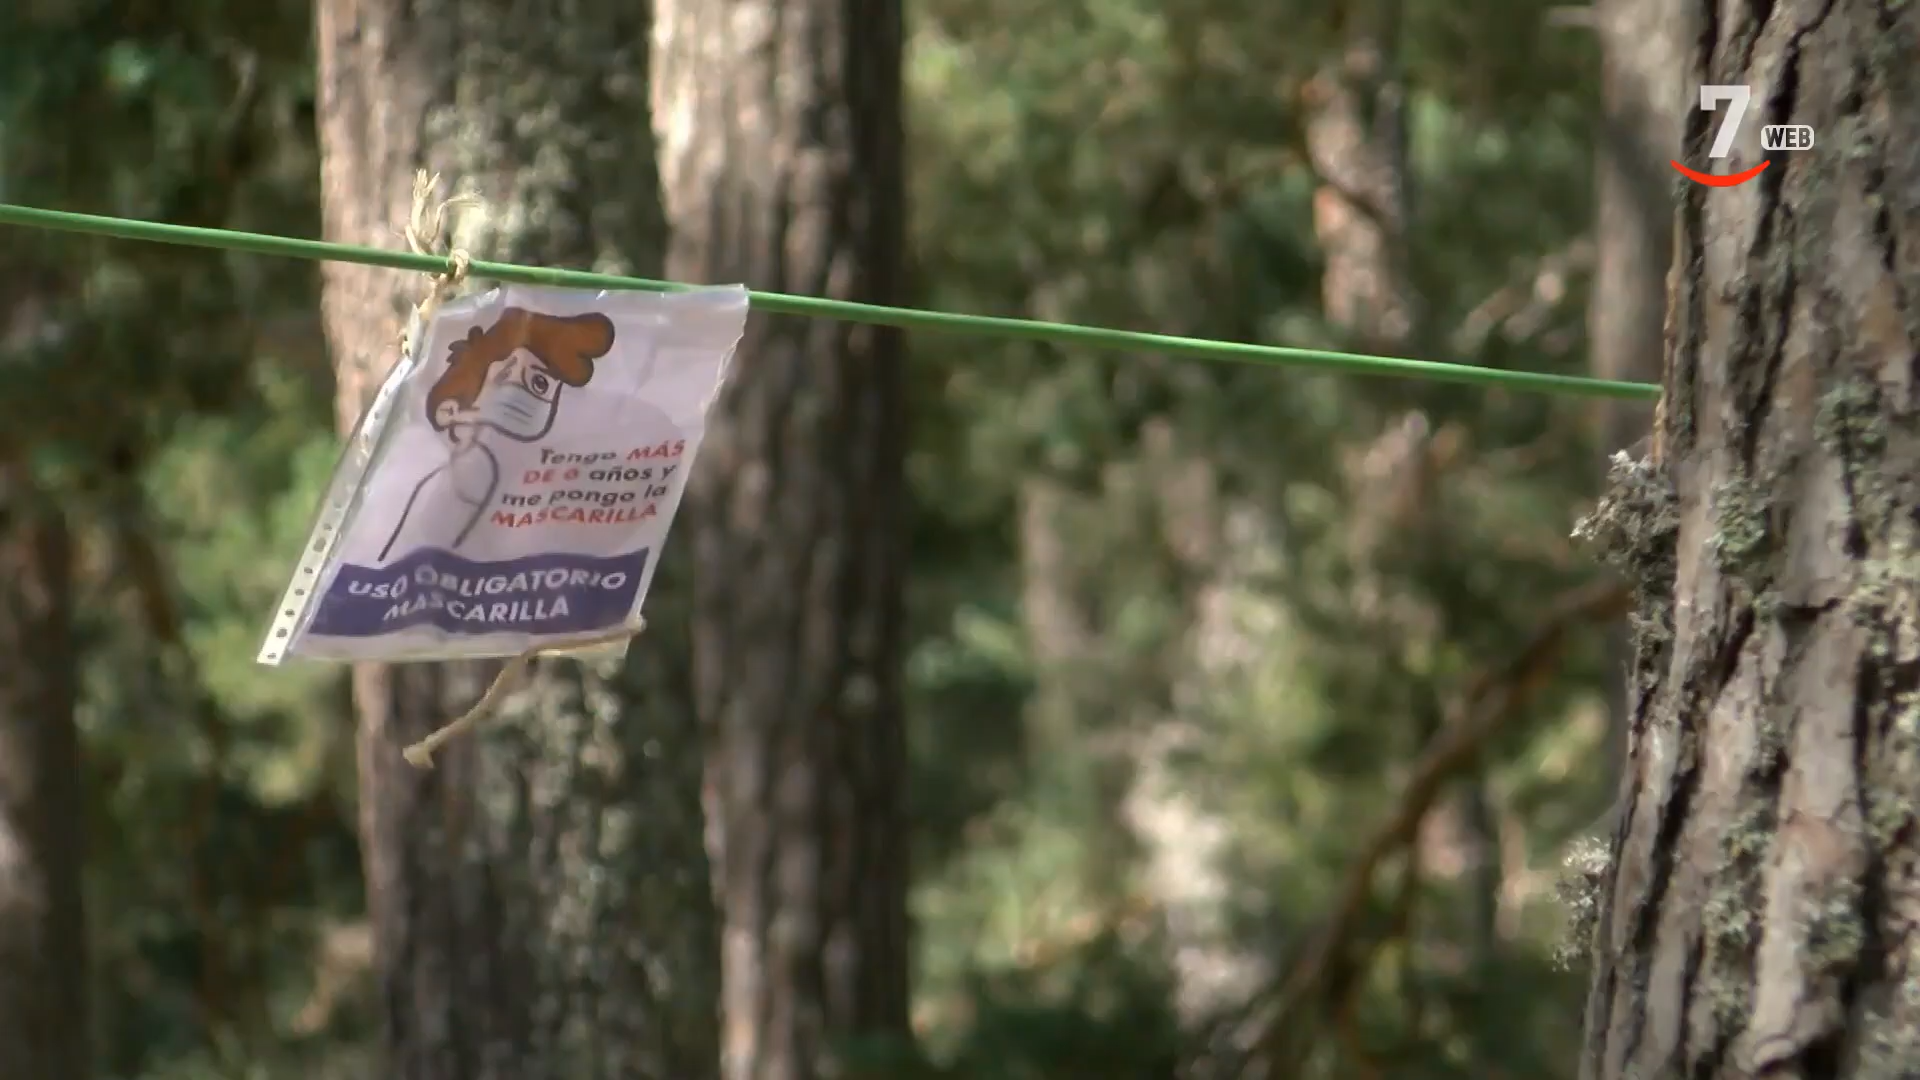 7 WEB
Tengo MÁS
DE 6 años y
me pongo la
MASCARILLA
USO OBLIGATORIO
MASCARILLA